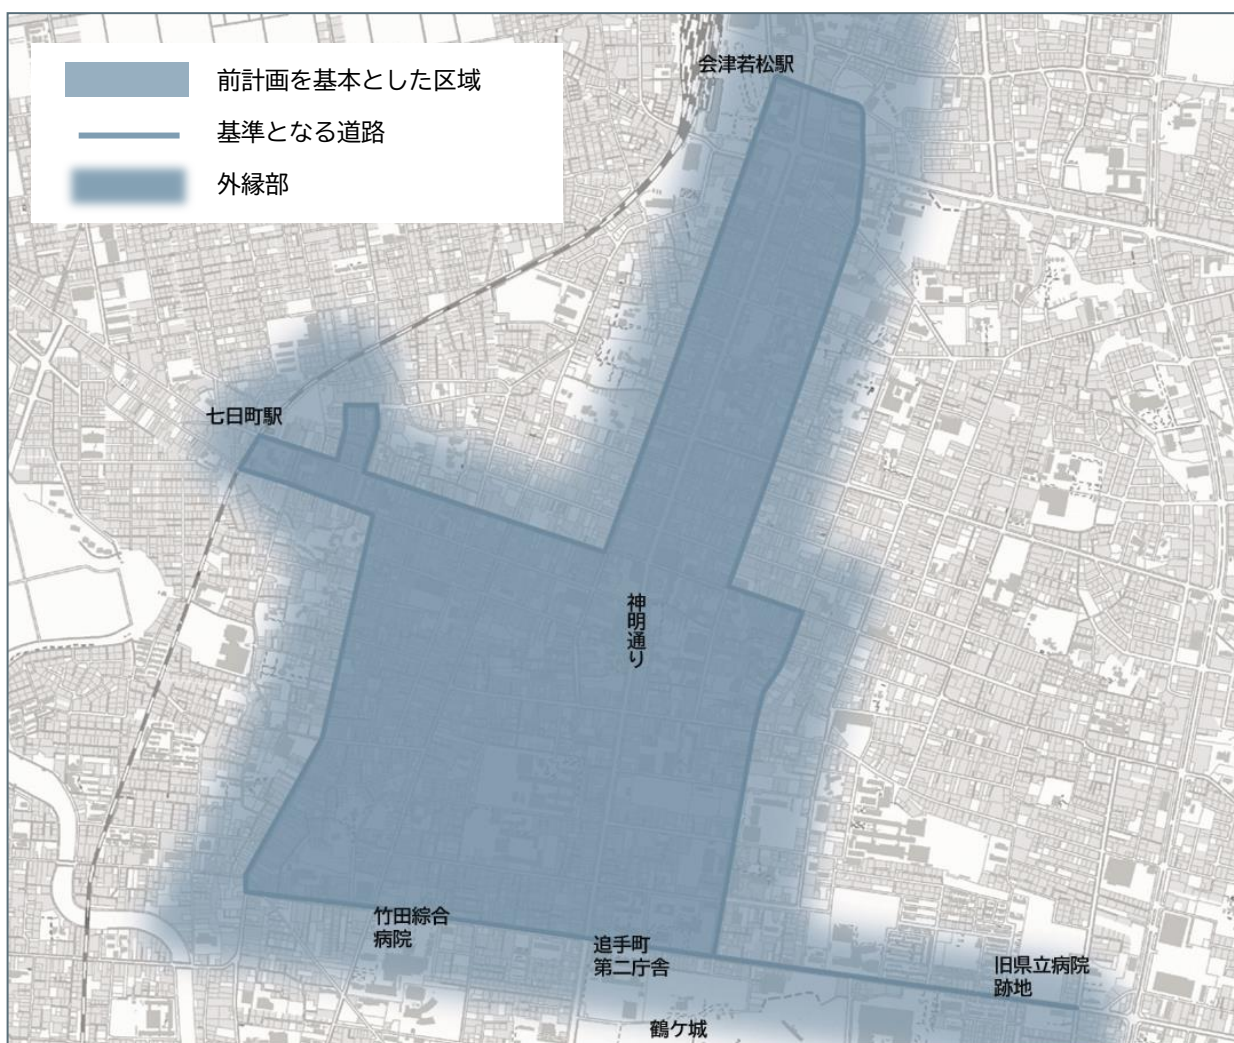 前計画を基本とした区域
基準となる道路
外縁部
会津若松駅
七日町駅
神明通り
竹田綜合
病院
追手町
第二庁舎
旧県立病院
跡地
鶴ケ城